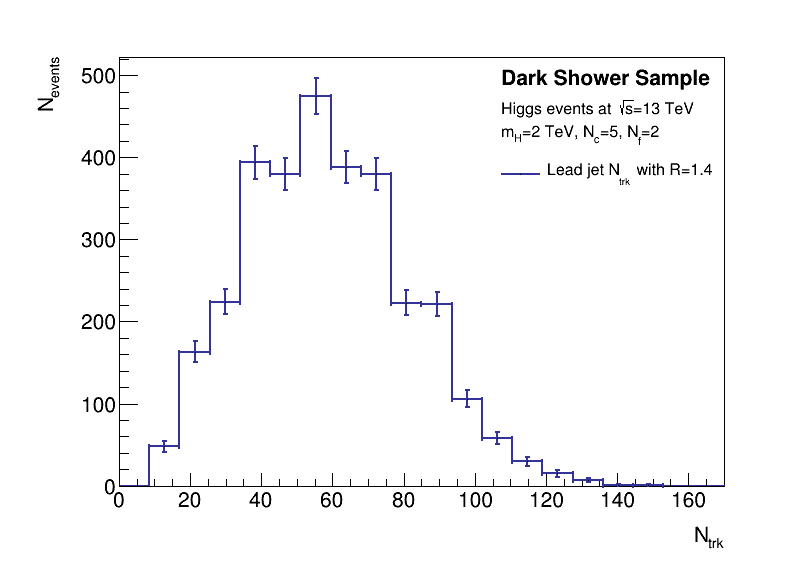 N_events
500
400
300
200
100
0
Dark Shower Sample
Higgs events at √s=13 TeV
m_H=2 TeV, N_c=5, N_f=2
Lead jet N_trk with R=1.4
0 20 40 60 80 100 120 140 160
N_trk